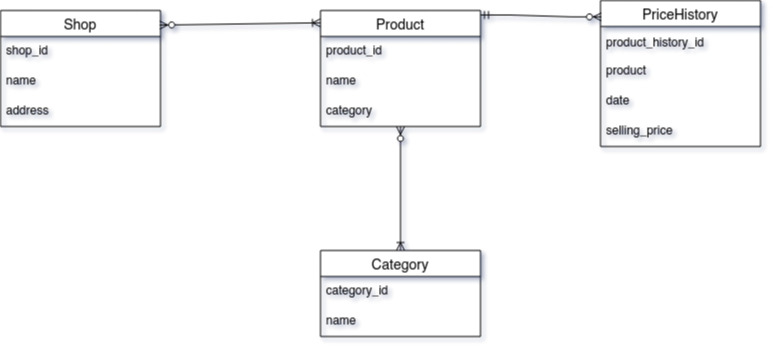 Shop
shop_id
name
address
Product
product_id
name
category
PriceHistory
product_history_id
product
date
selling_price
Category
category_id
name